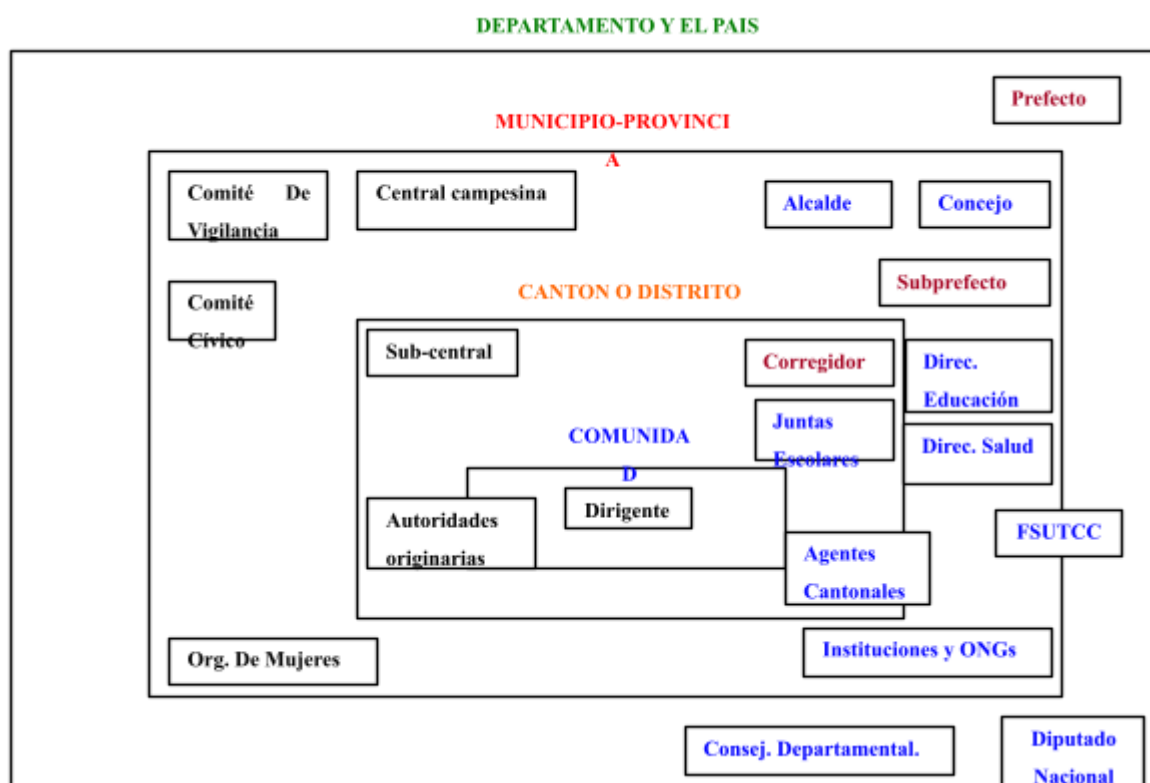 DEPARTAMENTO Y EL PAIS
Prefecto
MUNICIPIO-PROVINCI
A
Comité De
Vigilancia
Central campesina
Alcalde
Concejo
Subprefecto
Comité
Cívico
CANTON O DISTRITO
Sub-central
Corregidor
Direc.
Educación
Juntas
Escolares
COMUNIDA
D
Direc. Salud
Dirigente
Autoridades
originarias
FSUTCC
Agentes
Cantonales
Org. De Mujeres
Instituciones y ONGs
Consej. Departamental.
Diputado
Nacional